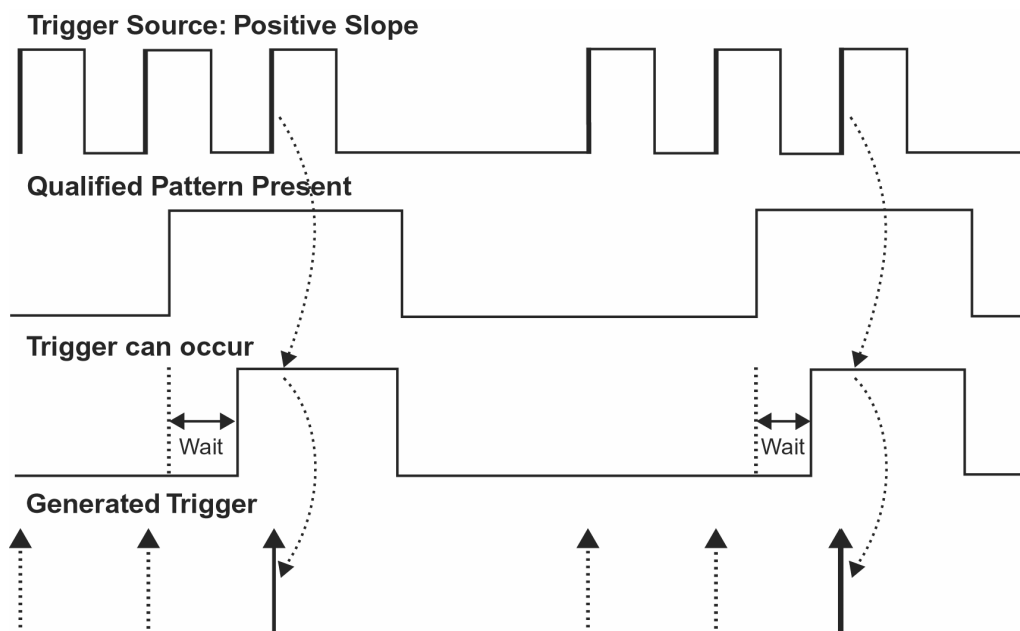 Trigger Source: Positive Slope
Qualified Pattern Present
Trigger can occur
Wait
Wait
Generated Trigger